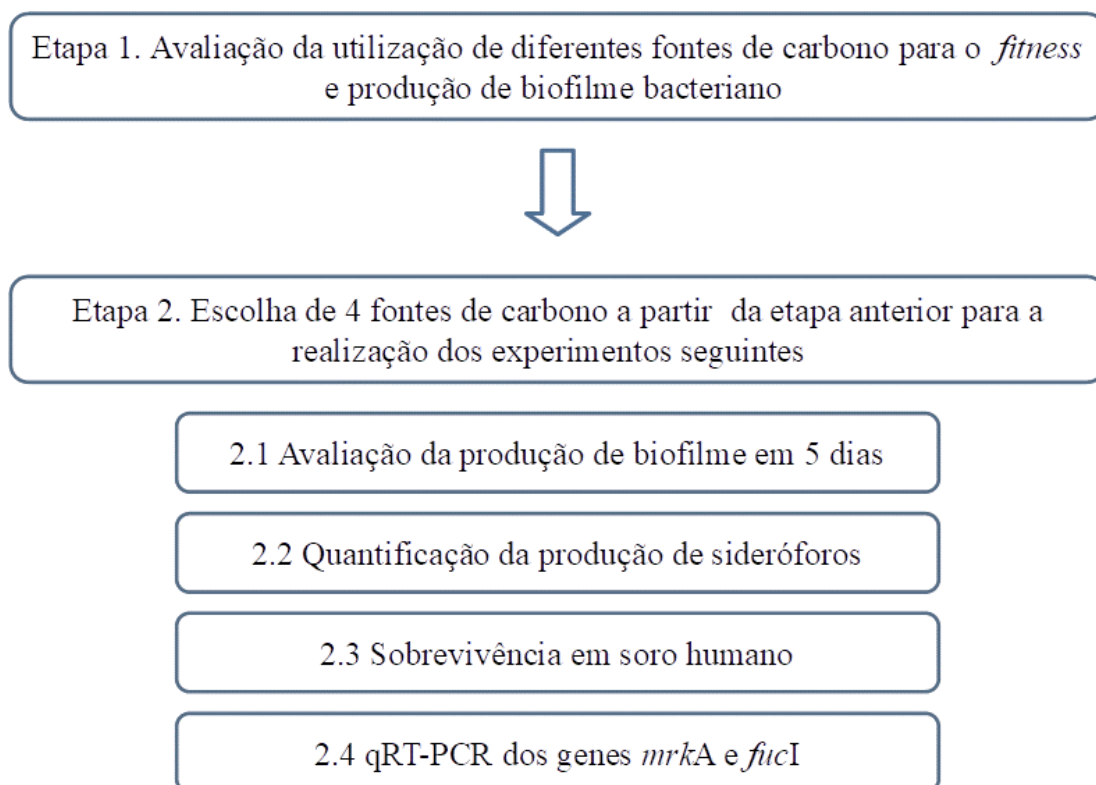 Etapa 1. Avaliação da utilização de diferentes fontes de carbono para o fitness
e produção de biofilme bacteriano
Etapa 2. Escolha de 4 fontes de carbono a partir da etapa anterior para a
realização dos experimentos seguintes
2.1 Avaliação da produção de biofilme em 5 dias
2.2 Quantificação da produção de sideróforos
2.3 Sobrevivência em soro humano
2.4 qRT-PCR dos genes mrkA e fucI